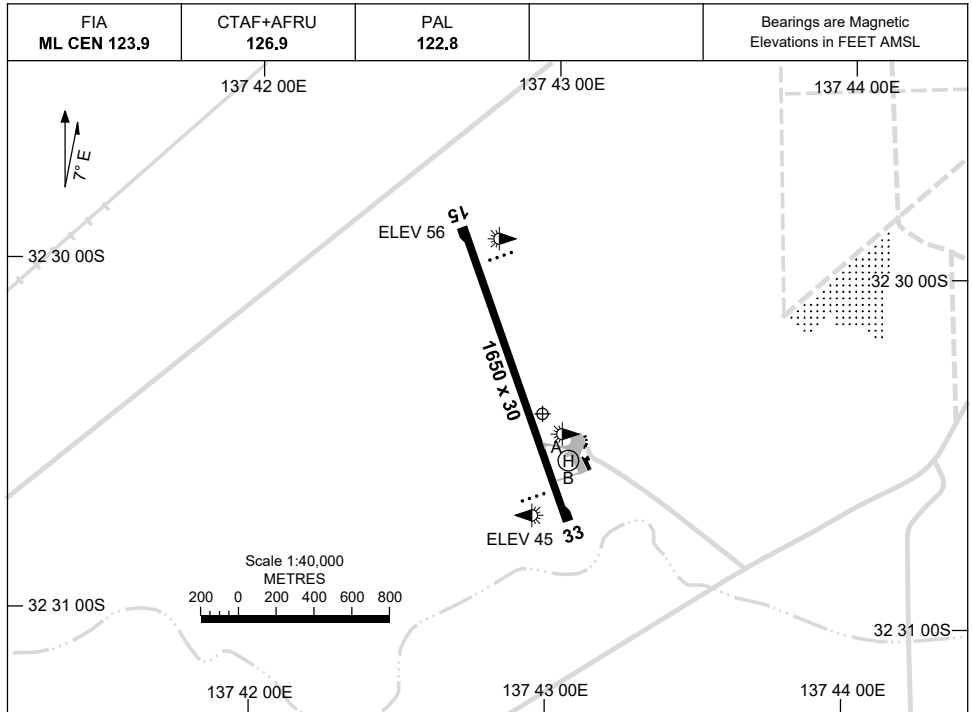 FIA
ML CEN 123.9
CTAF+AFRU
126.9
PAL
122.8
Bearings are Magnetic
Elevations in FEET AMSL
137 42 00E
137 43 00E
137 44 00E
7° E
15
ELEV 56
32 30 00S
32 30 00S
1650 x 30
A
H
B
ELEV 45
33
Scale 1:40,000
METRES
200 0 200 400 600 800
32 31 00S
32 31 00S
137 42 00E
137 43 00E
137 44 00E